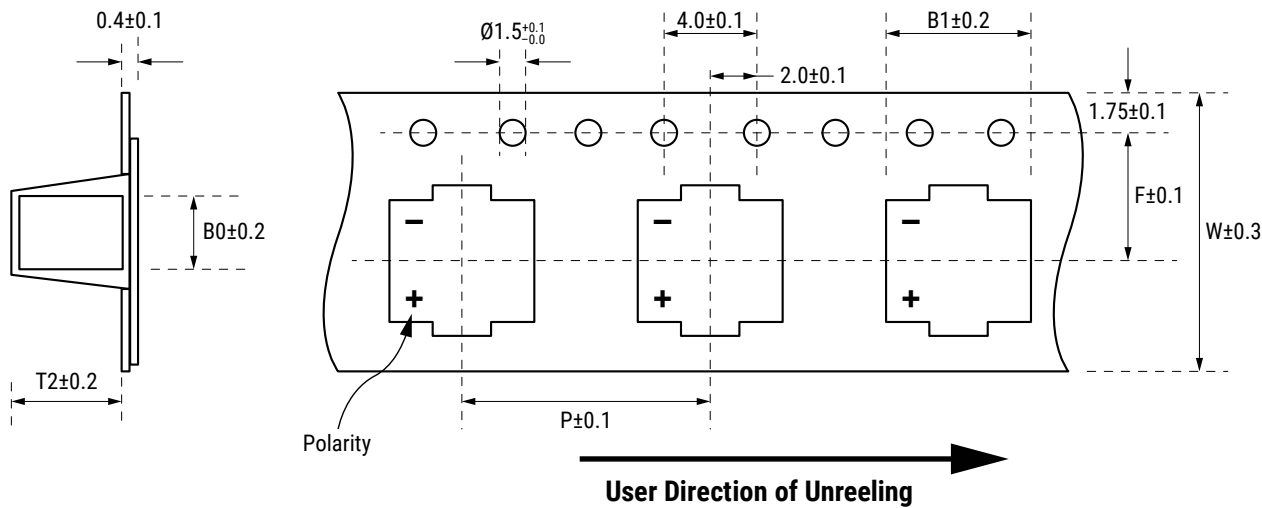 0.4±0.1
Ø1.5+0.1
−0.0
4.0±0.1
B1±0.2
2.0±0.1
1.75±0.1
F±0.1
W±0.3
B0±0.2
−
−
−
+
+
+
T2±0.2
P±0.1
Polarity
User Direction of Unreeling